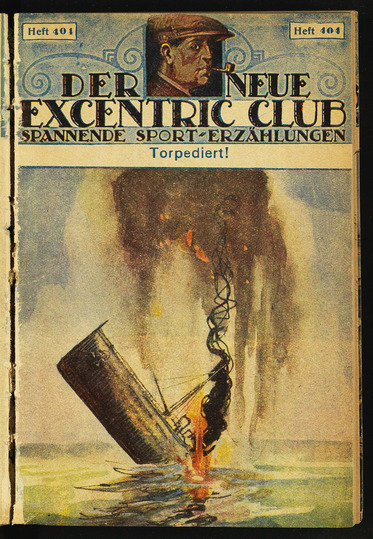 Heft 404
Heft 404
DER NEUE
EXCENTRIC CLUB
SPANNENDE SPORT-ERZÄHLUNGEN
Torpediert!